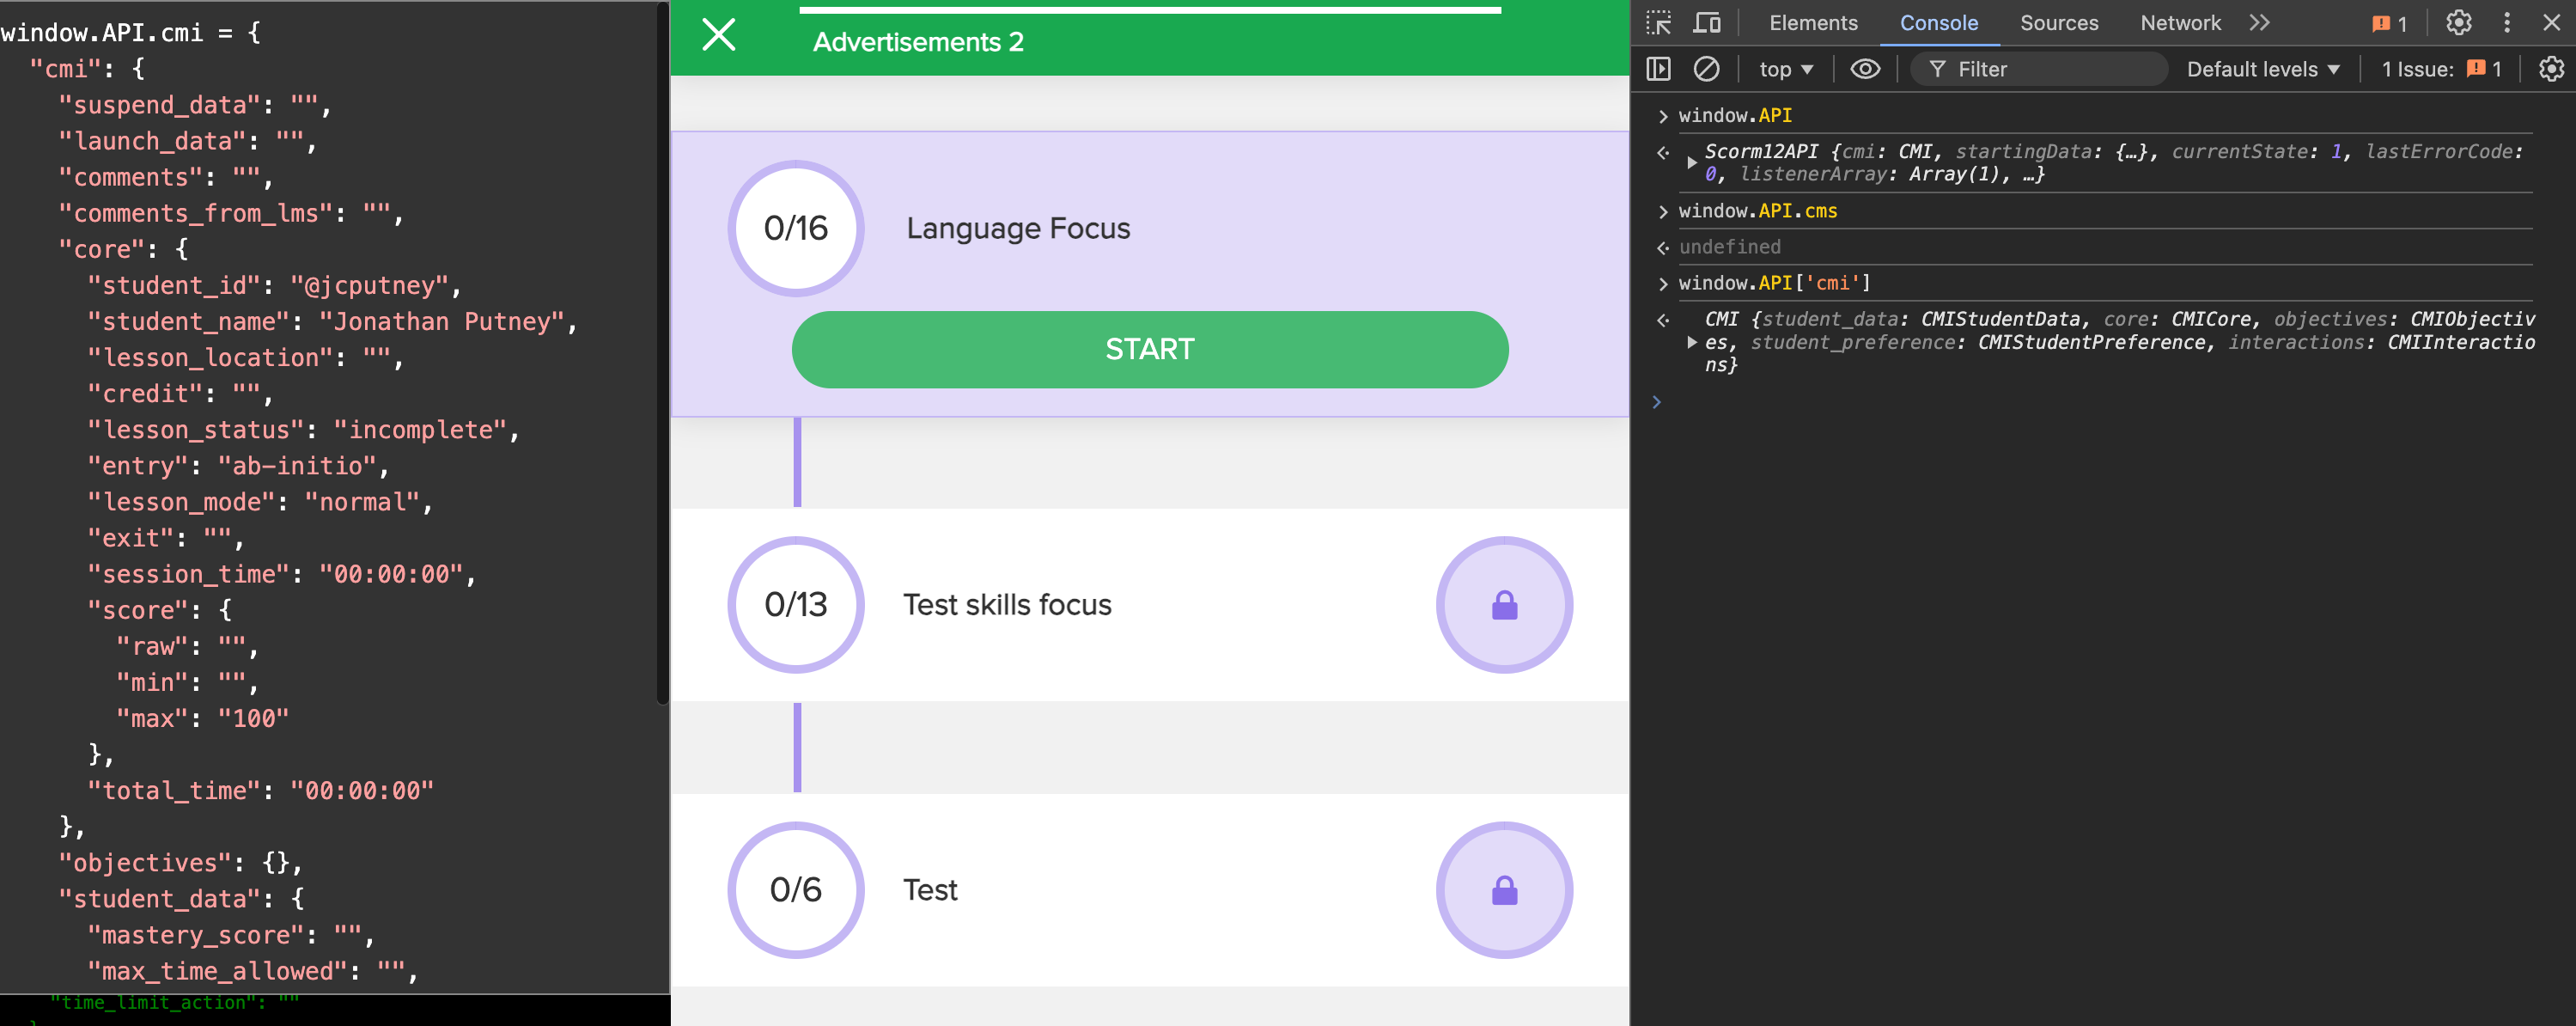 window.API.cmi = {
"cmi": {
"suspend_data": "",
"launch_data": "",
"comments": "",
"comments_from_lms": "",
"core": {
"student_id": "@jcputney",
"student_name": "Jonathan Putney",
"lesson_location": "",
"credit": "",
"lesson_status": "incomplete",
"entry": "ab-initio",
"lesson_mode": "normal",
"exit": "",
"session_time": "00:00:00",
"score": {
"raw": "",
"min": "",
"max": "100"
},
"total_time": "00:00:00"
},
"objectives": {},
"student_data": {
"mastery_score": "",
"max_time_allowed": "",
"time_limit_action": ""
Advertisements 2
0/16 Language Focus
START
0/13 Test skills focus
0/6 Test
Elements Console Sources Network 1
top Filter Default levels 1 Issue: 1
window.API
Scorm12API {cmi: CMI, startingData: {…}, currentState: 1, lastErrorCode:
0, listenerArray: Array(1), …}
window.API.cms
undefined
window.API['cmi']
CMI {student_data: CMIStudentData, core: CMICore, objectives: CMIObjectiv
es, student_preference: CMIStudentPreference, interactions: CMIInteractio
ns}